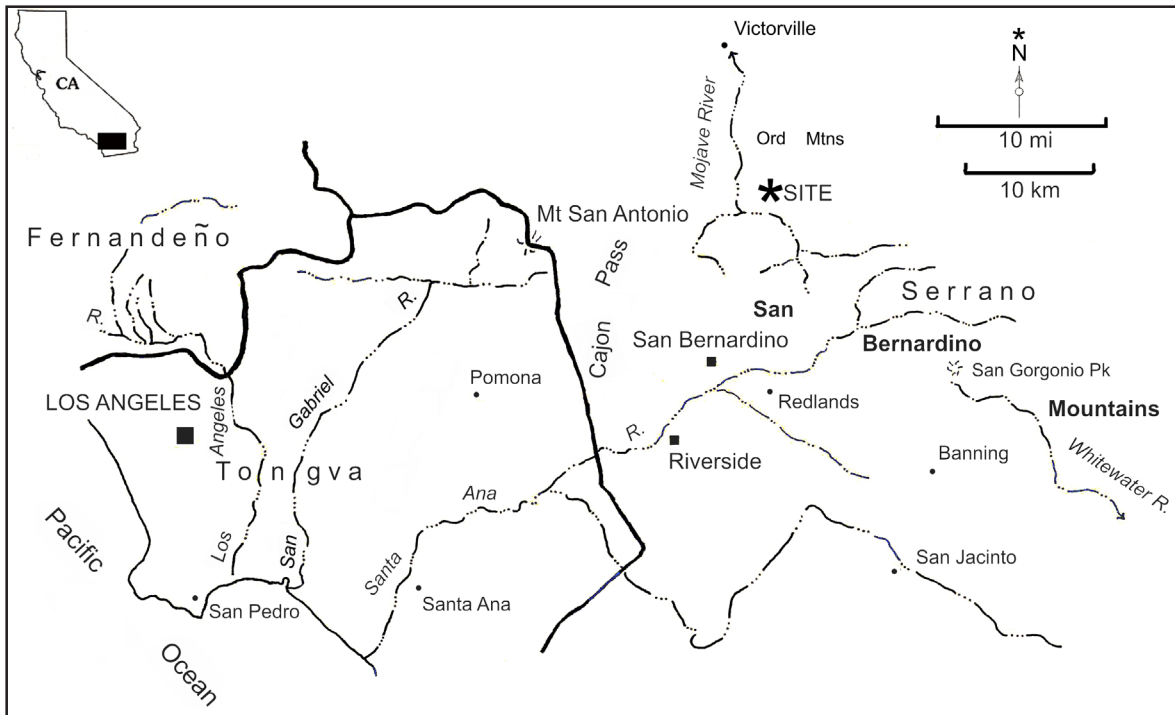 CA
Victorville
*
N
10 mi
10 km
Mojave River
Ord Mtns
*SITE
Mt San Antonio
Fernandeño
R.
R.
Cajon Pass
San
Bernardino
Mountains
Serrano
San Bernardino
San Gorgonio Pk
Pomona
Redlands
LOS ANGELES
Los Angeles
San Gabriel
Tongva
R.
Riverside
Banning
Whitewater R.
Santa Ana
Pacific
Ocean
San Pedro
Santa Ana
San Jacinto